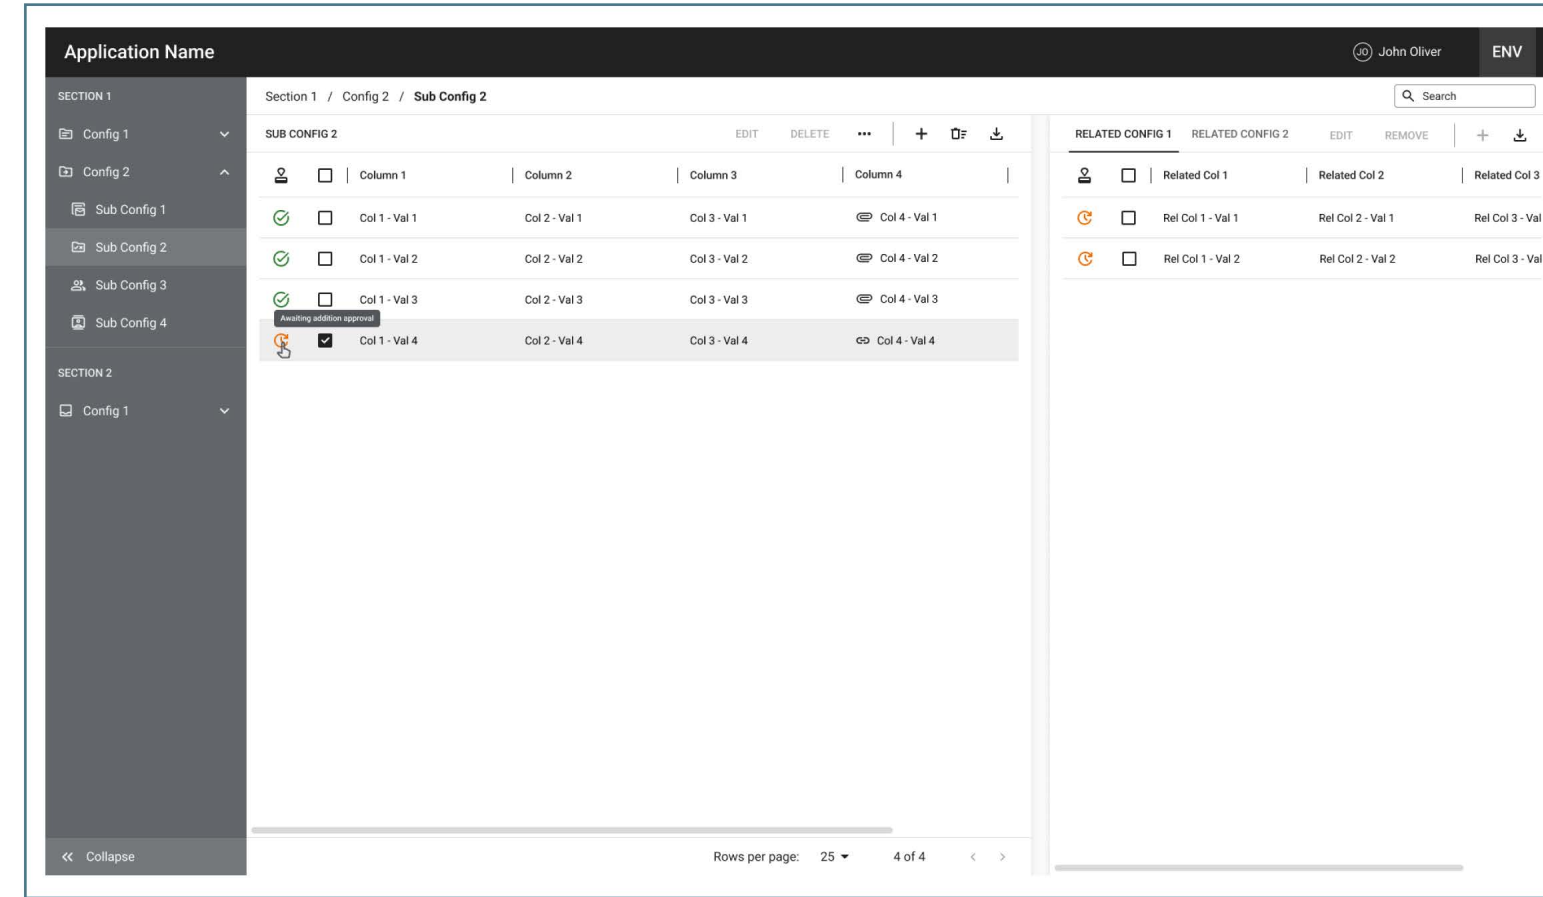 Application Name
JO John Oliver ENV
SECTION 1
Config 1
Config 2
Sub Config 1
Sub Config 2
Sub Config 3
Sub Config 4
SECTION 2
Config 1
Collapse
Section 1 / Config 2 / Sub Config 2
Search
SUB CONFIG 2 EDIT DELETE
Column 1 Column 2 Column 3 Column 4
Col 1 - Val 1 Col 2 - Val 1 Col 3 - Val 1 Col 4 - Val 1
Col 1 - Val 2 Col 2 - Val 2 Col 3 - Val 2 Col 4 - Val 2
Col 1 - Val 3 Col 2 - Val 3 Col 3 - Val 3 Col 4 - Val 3
Awaiting addition approval
Col 1 - Val 4 Col 2 - Val 4 Col 3 - Val 4 Col 4 - Val 4
Rows per page: 25 4 of 4
RELATED CONFIG 1 RELATED CONFIG 2 EDIT REMOVE
Related Col 1 Related Col 2 Related Col 3
Rel Col 1 - Val 1 Rel Col 2 - Val 1 Rel Col 3 - Val
Rel Col 1 - Val 2 Rel Col 2 - Val 2 Rel Col 3 - Val